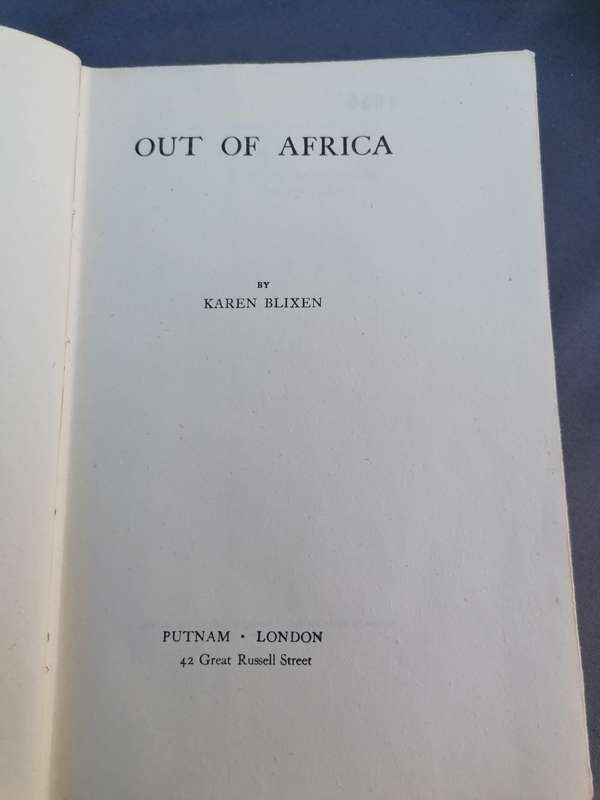 OUT OF AFRICA
BY
KAREN BLIXEN
PUTNAM · LONDON
42 Great Russell Street